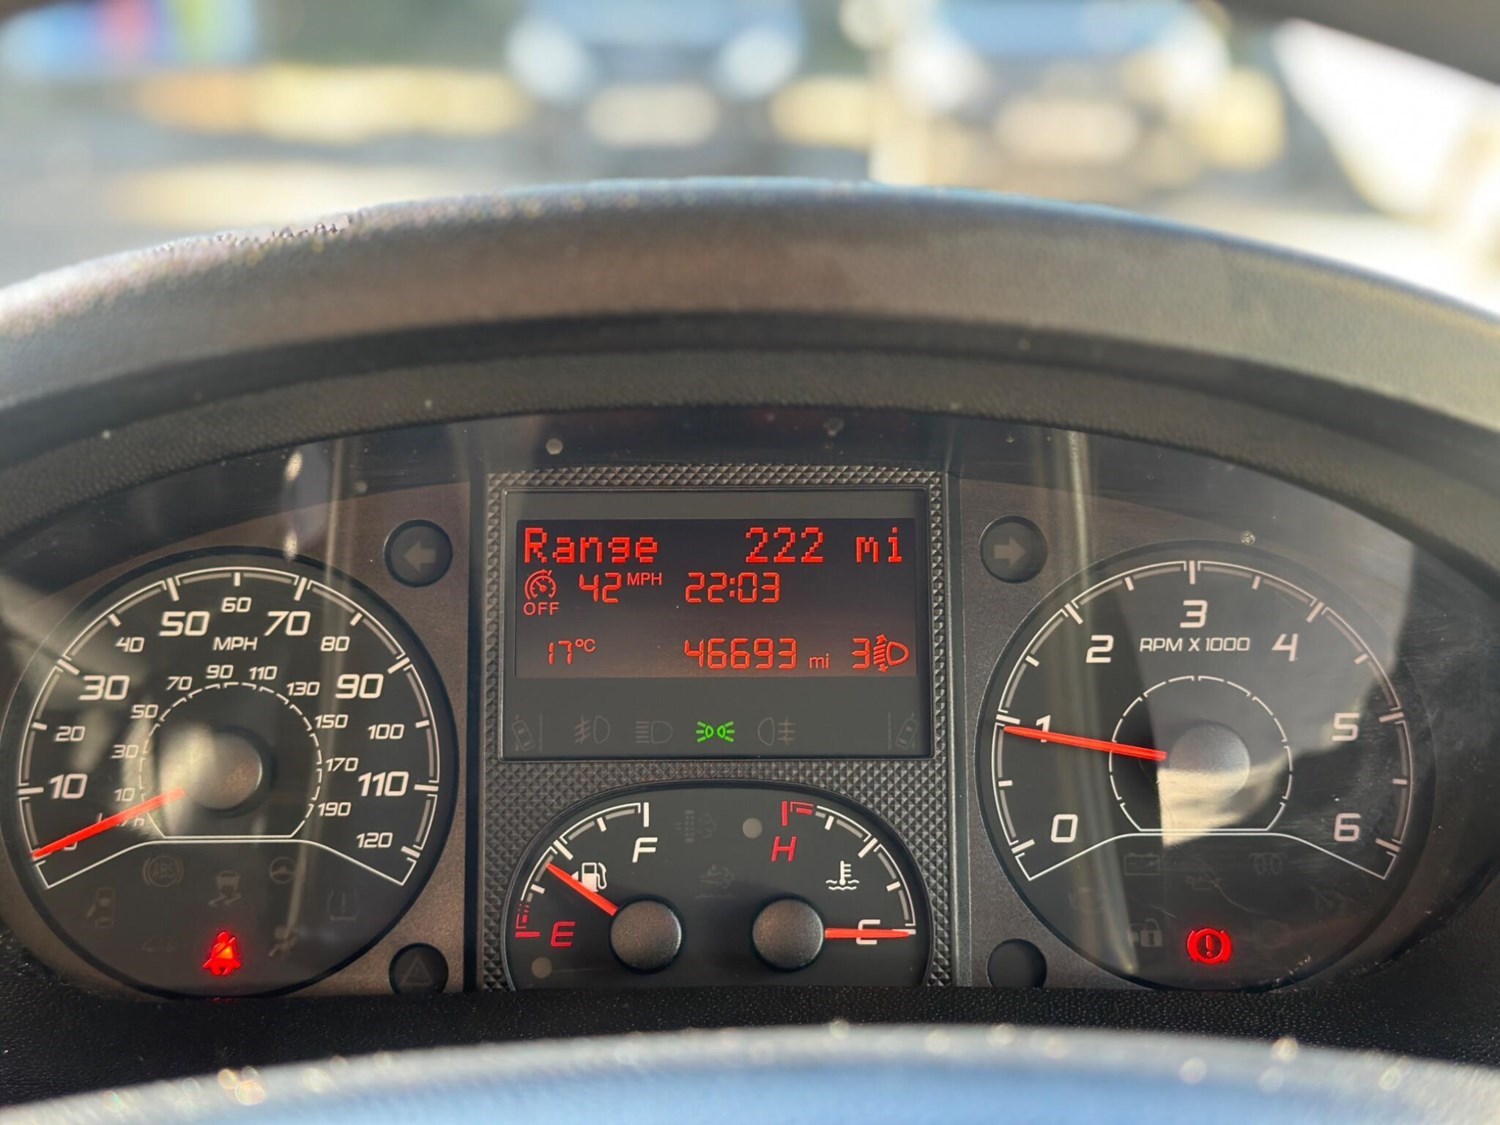 Range 222 mi
42 MPH 22:03
OFF
17°C 46693 mi 3
10 20 30 40 50 60 70 80 90 100 110 120
MPH
10 30 50 70 90 110 130 150 170 190
E F
H C
0 1 2 3 4 5 6
RPM X 1000